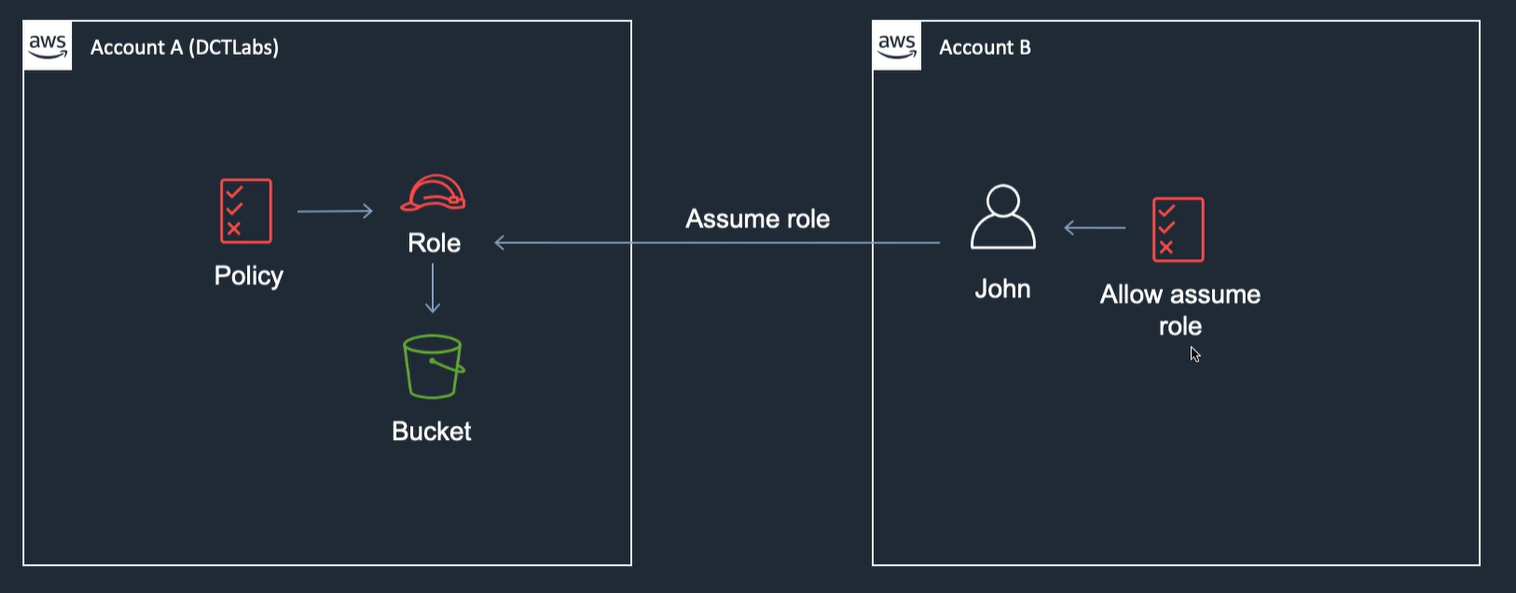 aws Account A (DCTLabs)
aws Account B
Policy
Role
Bucket
Assume role
John
Allow assume
role